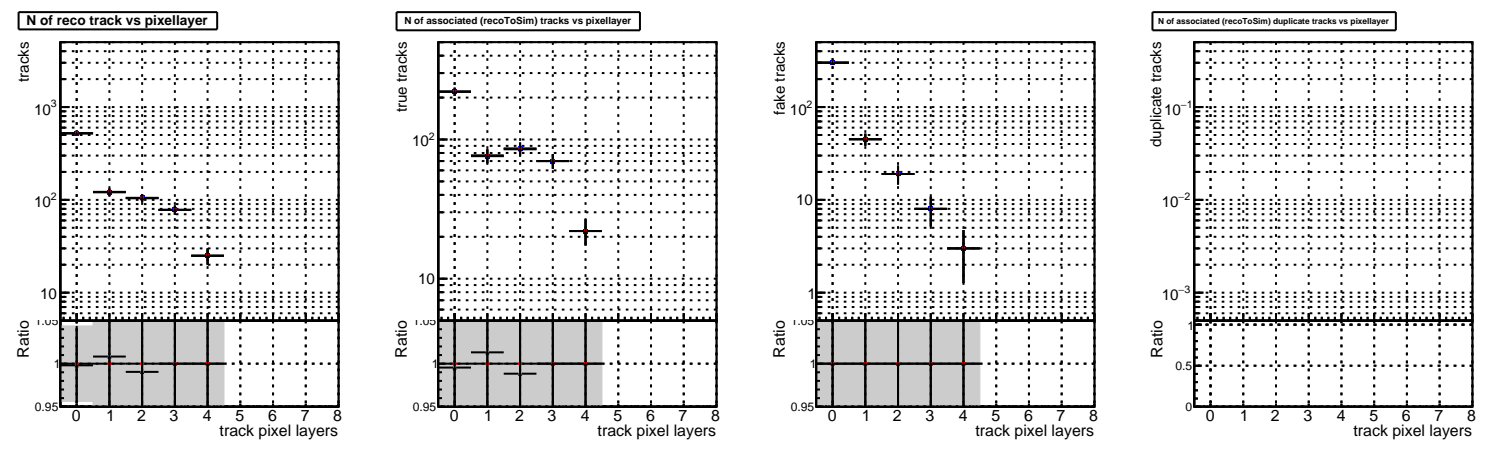 N of reco track vs pixellayer
tracks
10³
10²
10
Ratio
1.05
1
0.95
0 1 2 3 4 5 6 7 8
track pixel layers
N of associated (recoToSim) tracks vs pixellayer
true tracks
10²
10
Ratio
1.05
1
0.95
0 1 2 3 4 5 6 7 8
track pixel layers
fake tracks
10²
10
1
Ratio
1.05
1
0.95
0 1 2 3 4 5 6 7 8
track pixel layers
N of associated (recoToSim) duplicate tracks vs pixellayer
duplicate tracks
10⁻¹
10⁻²
10⁻³
Ratio
1
0.5
0
0 1 2 3 4 5 6 7 8
track pixel layers